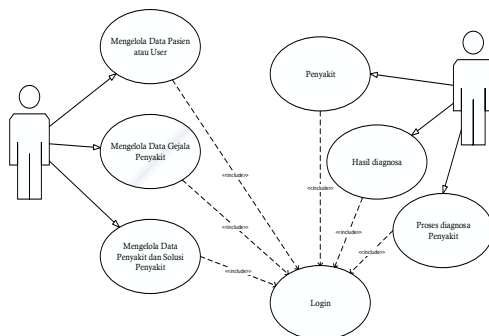 Mengelola Data Pasien
atau User
Penyakit
Mengelola Data Gejala
Penyakit
Hasil diagnosa
<<include>>
<<include>>
<<include>>
<<include>>
Proses diagnosa
Penyakit
Mengelola Data
Penyakit dan Solusi
Penyakit
<<include>>
<<include>>
Login